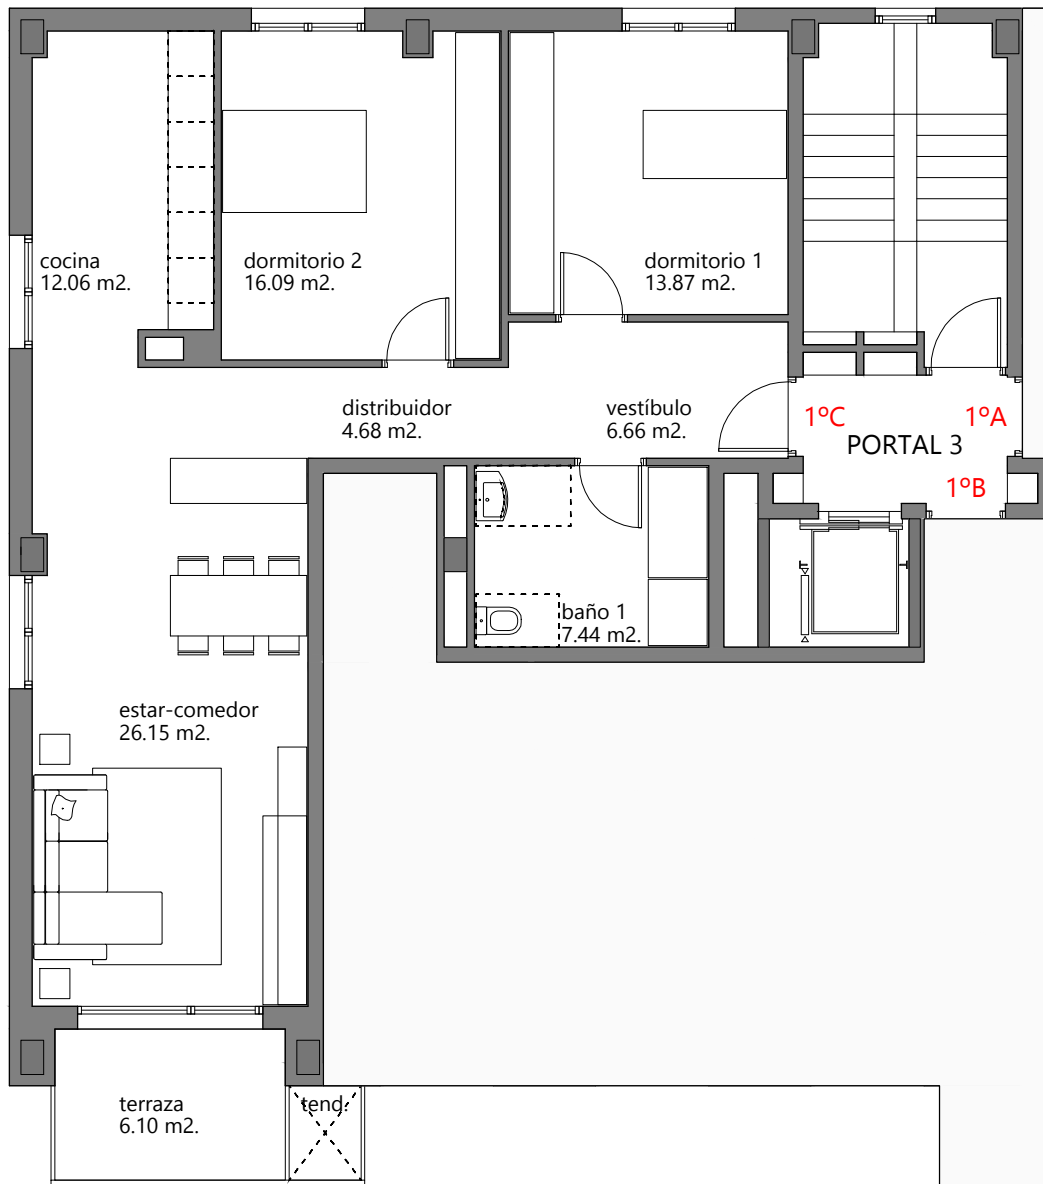 cocina
12.06 m2.
dormitorio 2
16.09 m2.
dormitorio 1
13.87 m2.
distribuidor
4.68 m2.
vestíbulo
6.66 m2.
1ºC
1ºA
PORTAL 3
1ºB
baño 1
7.44 m2.
estar-comedor
26.15 m2.
terraza
6.10 m2.
tend.